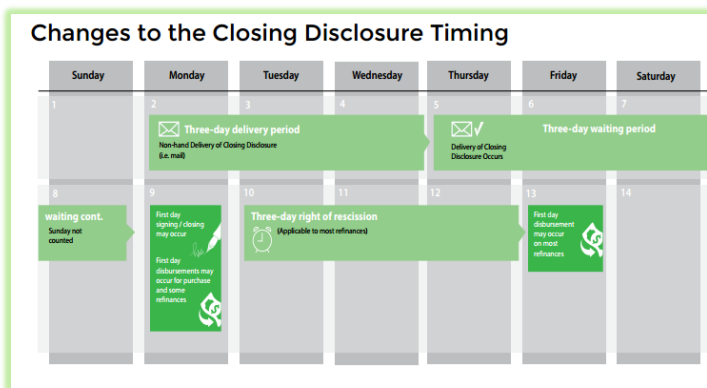 Changes to the Closing Disclosure Timing
Sunday Monday Tuesday Wednesday Thursday Friday Saturday
1 2 3 4 5 6 7
Three-day delivery period
Non-hand Delivery of Closing Disclosure
(i.e. mail)
Delivery of Closing
Disclosure Occurs
Three-day waiting period
8 9 10 11 12 13 14
waiting cont.
Sunday not
counted
First day
signing / closing
may occur
First day
disbursements may
occur for purchase
and some
refinances
Three-day right of rescission
(Applicable to most refinances)
First day
disbursement
may occur
on most
refinances